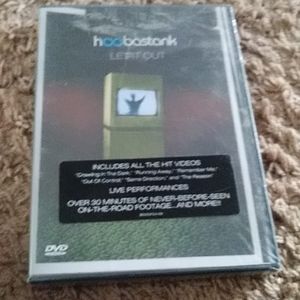 hoobastank
LET IT OUT
INCLUDES ALL THE HIT VIDEOS
"Crawling In The Dark," "Running Away," "Remember Me,"
"Out Of Control," "Same Direction," and "The Reason"
LIVE PERFORMANCES
OVER 30 MINUTES OF NEVER-BEFORE-SEEN
ON-THE-ROAD FOOTAGE...AND MORE!!
DVD